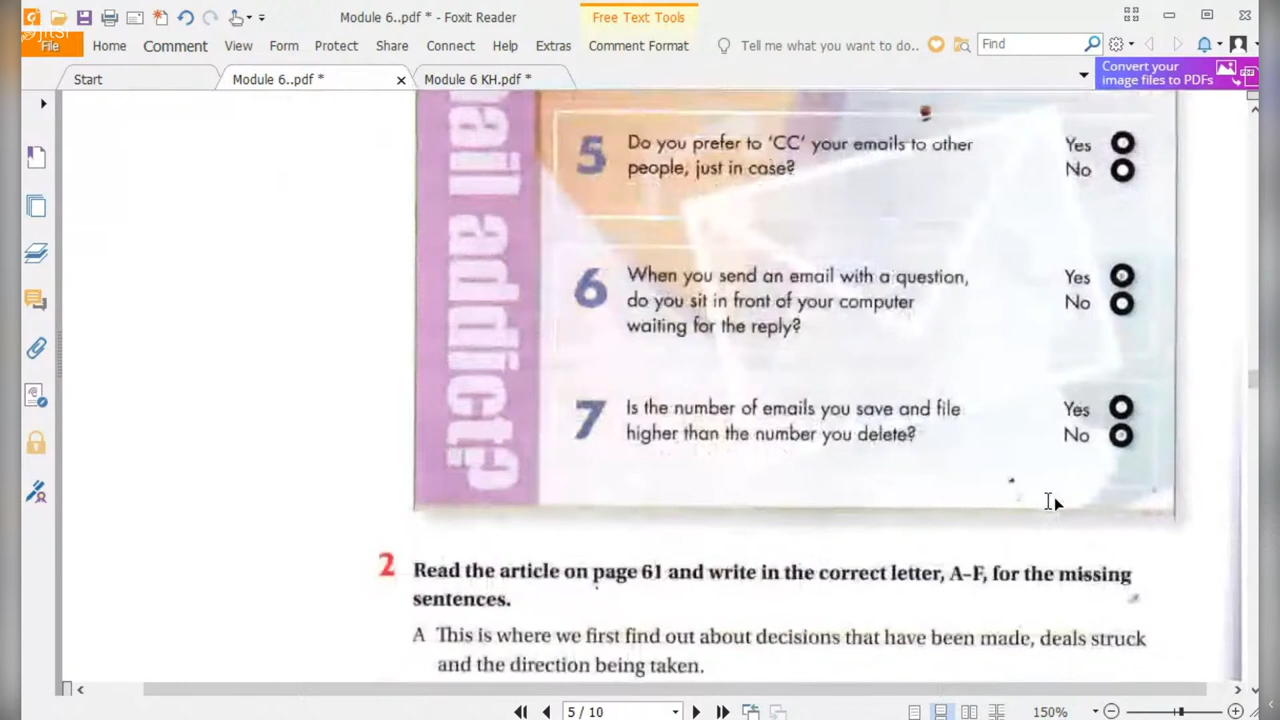 Module 6..pdf * - Foxit Reader
Free Text Tools
File
Home
Comment
View
Form
Protect
Share
Connect
Help
Extras
Comment Format
Tell me what you want to do..
Find
Start
Module 6..pdf *
Module 6 KH.pdf *
Convert your
image files to PDFs
ail addict?
5 Do you prefer to ‘CC’ your emails to other
people, just in case?
Yes
No
6 When you send an email with a question,
do you sit in front of your computer
waiting for the reply?
Yes
No
7 Is the number of emails you save and file
higher than the number you delete?
Yes
No
2 Read the article on page 61 and write in the correct letter, A–F, for the missing
sentences.
A This is where we first find out about decisions that have been made, deals struck
and the direction being taken.
5 / 10
150%